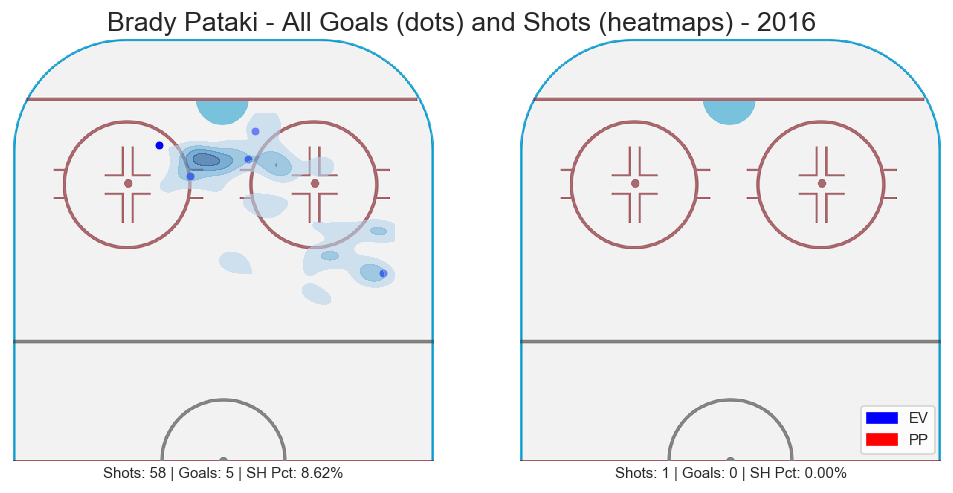 Brady Pataki - All Goals (dots) and Shots (heatmaps) - 2016
EV
PP
Shots: 58 | Goals: 5 | SH Pct: 8.62%
Shots: 1 | Goals: 0 | SH Pct: 0.00%